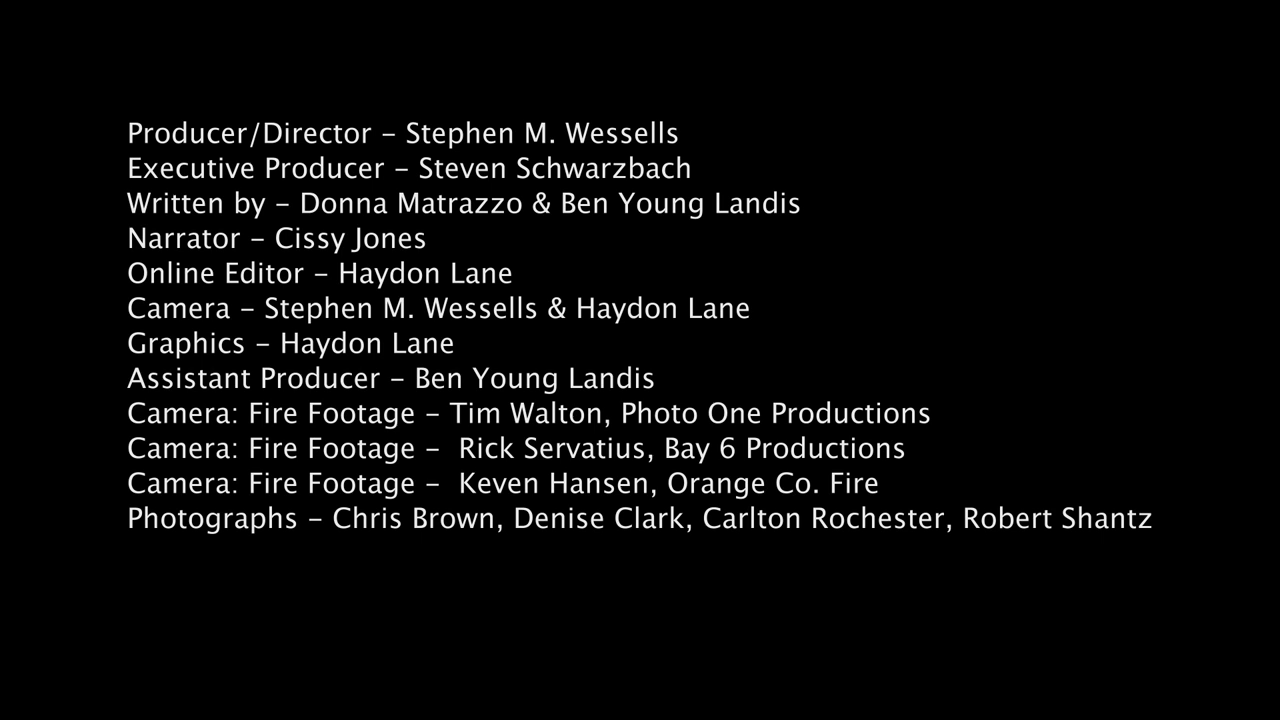 Producer/Director – Stephen M. Wessells
Executive Producer – Steven Schwarzbach
Written by – Donna Matrazzo & Ben Young Landis
Narrator – Cissy Jones
Online Editor – Haydon Lane
Camera – Stephen M. Wessells & Haydon Lane
Graphics – Haydon Lane
Assistant Producer – Ben Young Landis
Camera: Fire Footage – Tim Walton, Photo One Productions
Camera: Fire Footage –  Rick Servatius, Bay 6 Productions
Camera: Fire Footage –  Keven Hansen, Orange Co. Fire
Photographs – Chris Brown, Denise Clark, Carlton Rochester, Robert Shantz